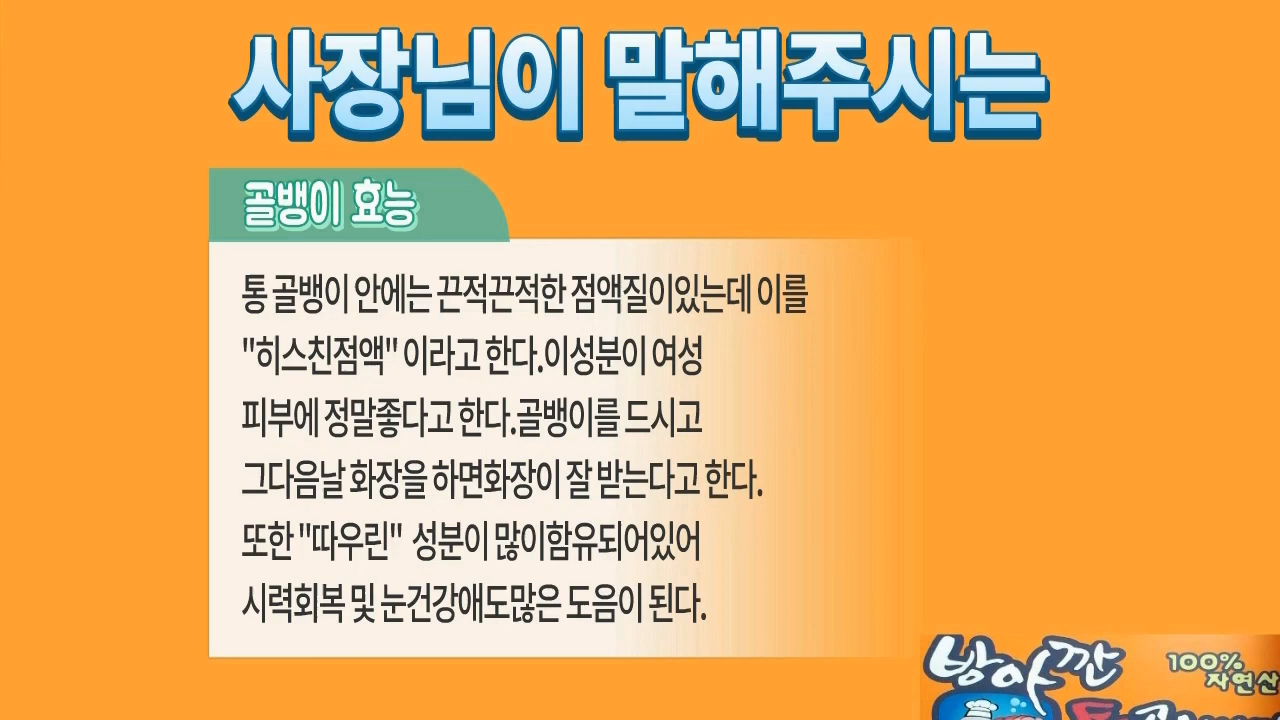 사장님이 말해주시는
골뱅이 효능
통 골뱅이 안에는 끈적끈적한 점액질이있는데 이를
"히스친점액" 이라고 한다.이성분이 여성
피부에 정말좋다고 한다.골뱅이를 드시고
그다음날 화장을 하면화장이 잘 받는다고 한다.
또한 "따우린" 성분이 많이함유되어있어
시력회복 및 눈건강애도많은 도음이 된다.
방아깐
100%
자연산